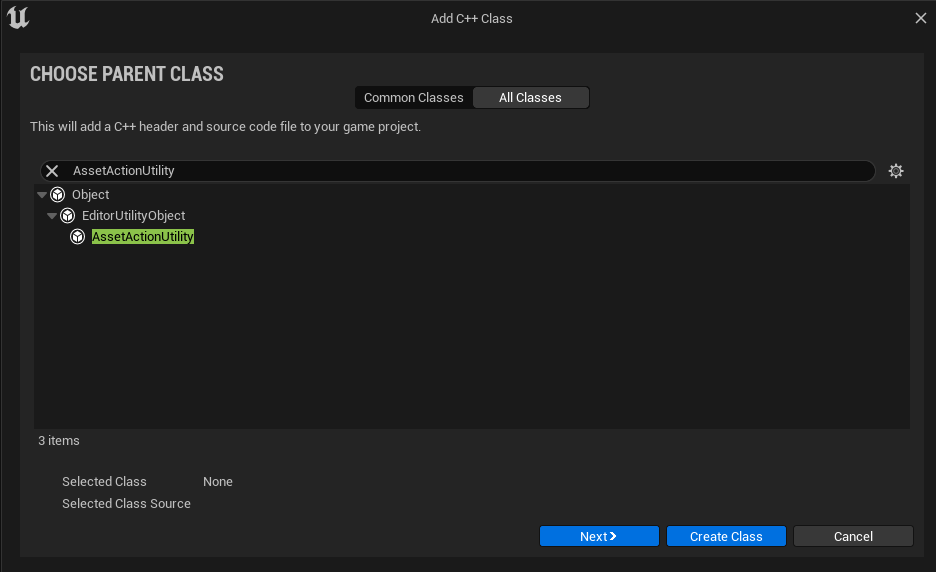 Add C++ Class
CHOOSE PARENT CLASS
Common Classes All Classes
This will add a C++ header and source code file to your game project.
AssetActionUtility
Object
EditorUtilityObject
AssetActionUtility
3 items
Selected Class None
Selected Class Source
Next Create Class Cancel